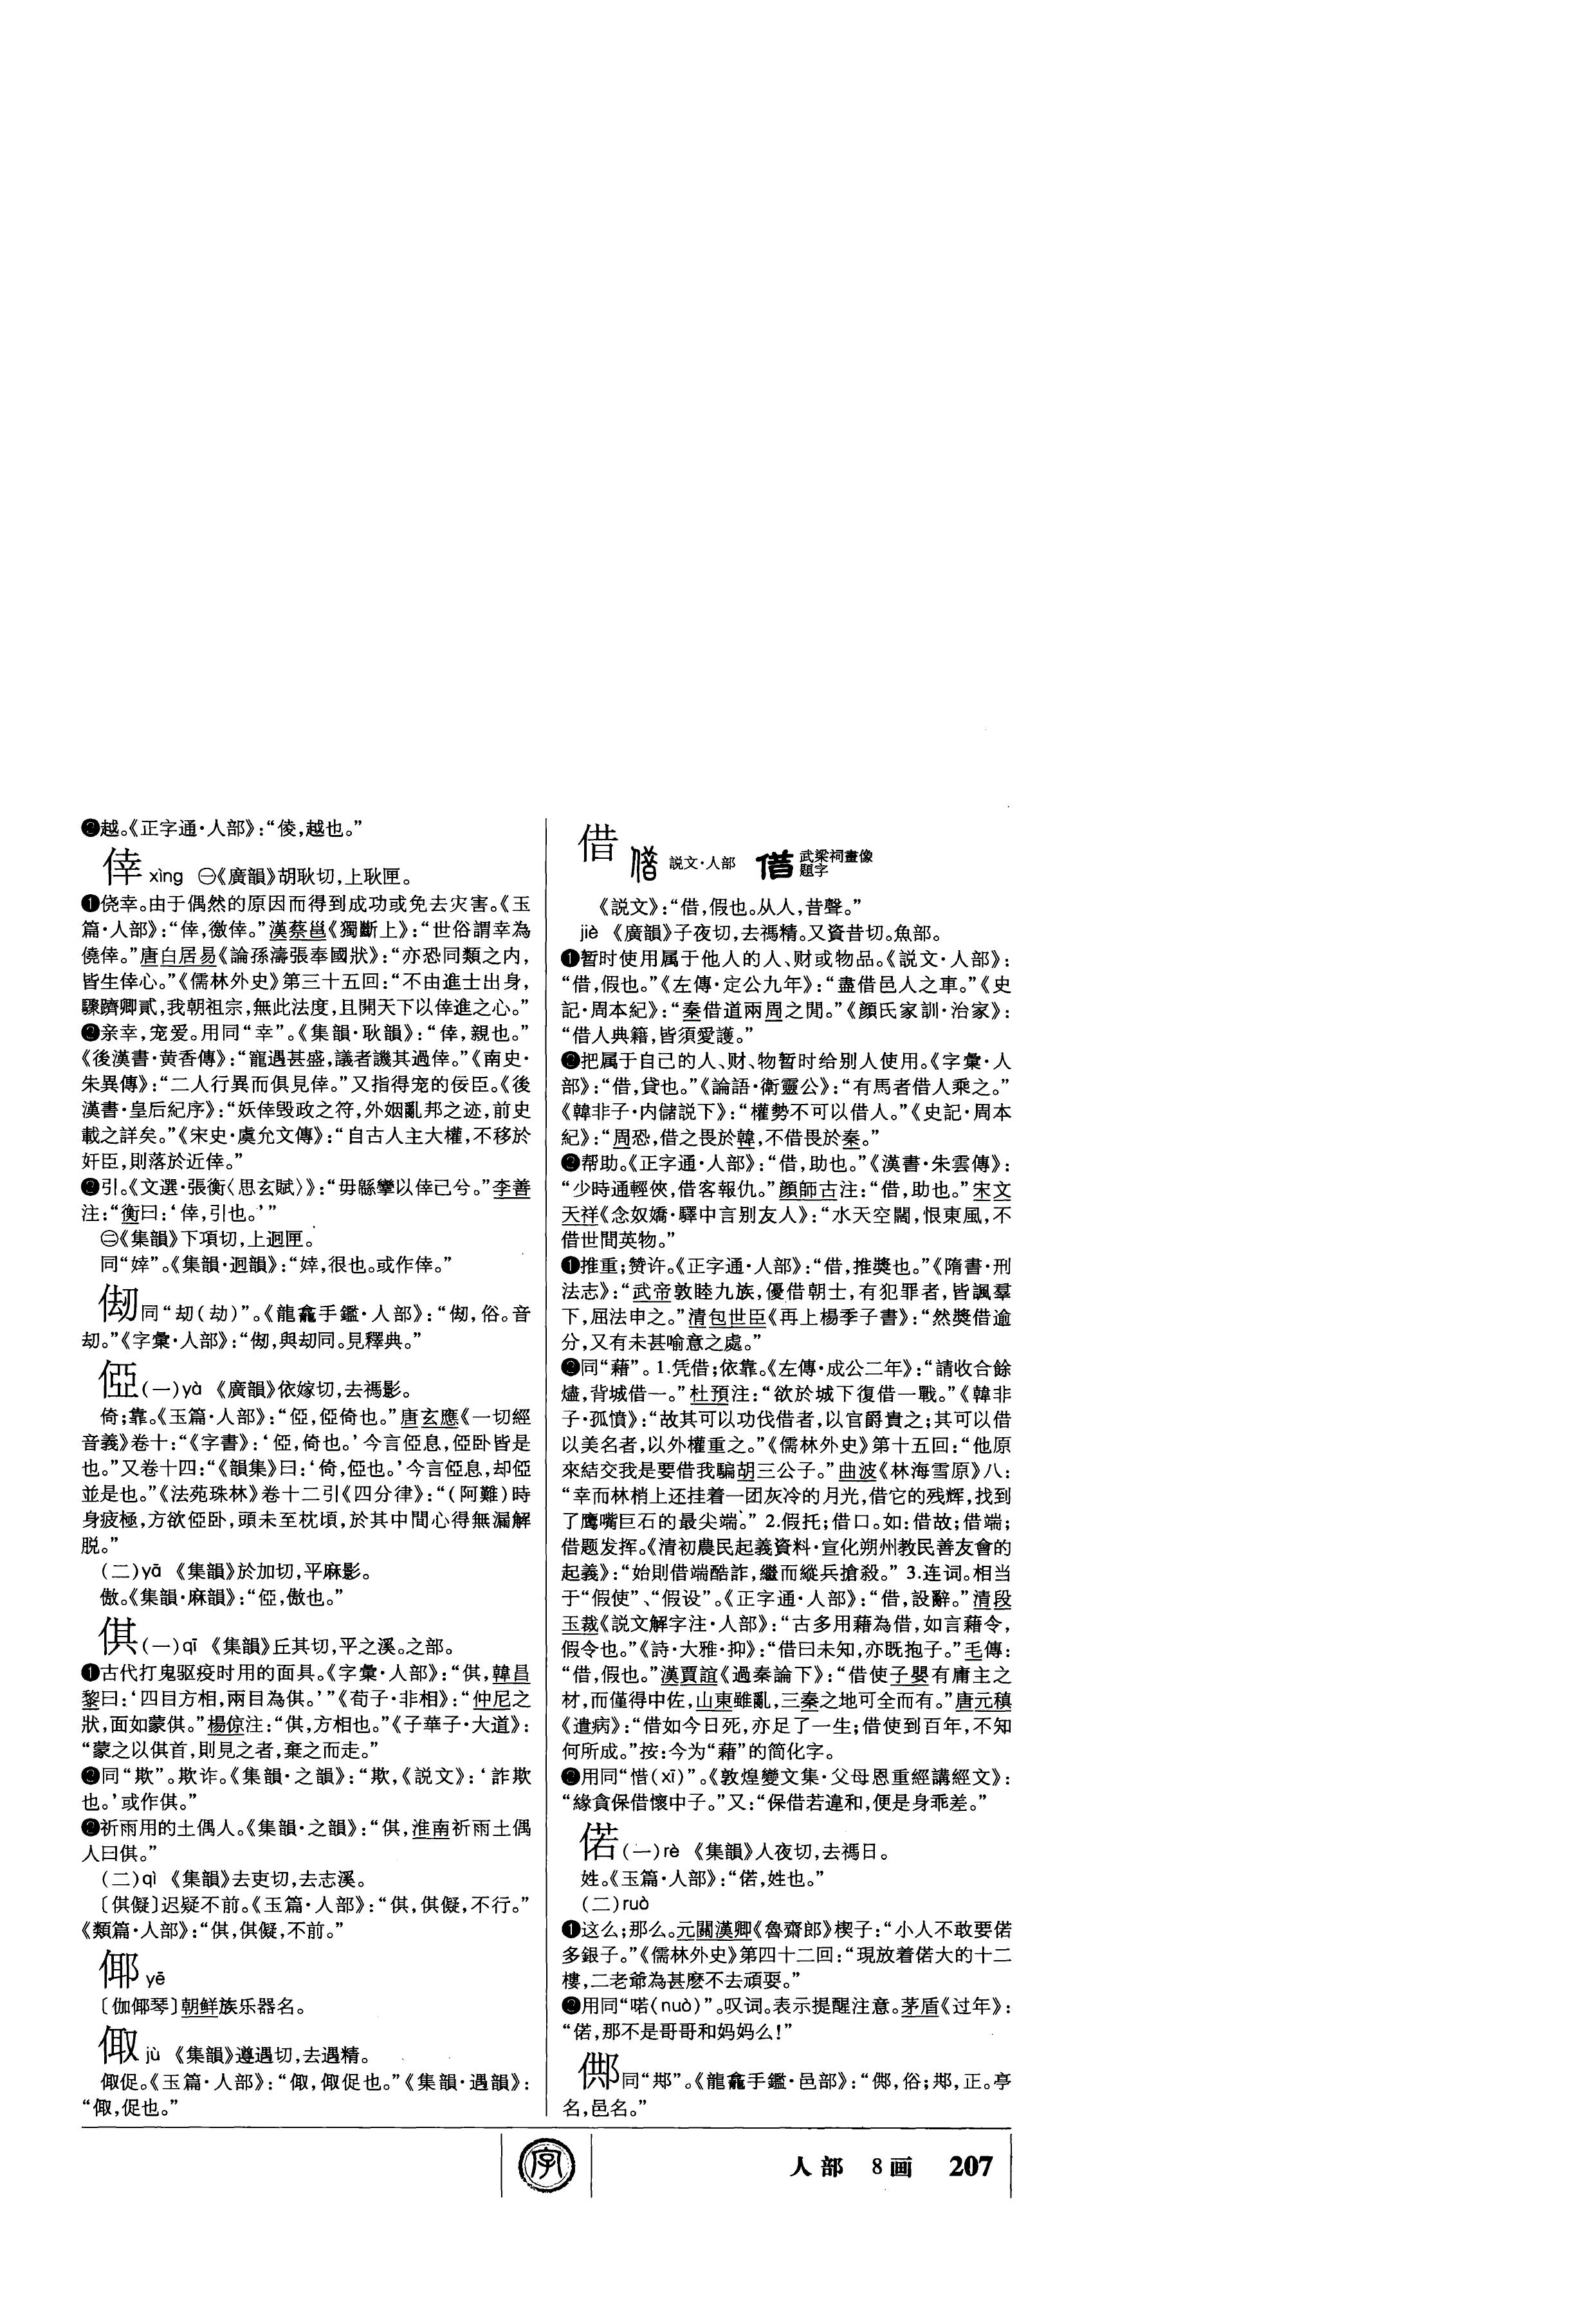 ❷越。《正字通·人部》：“倰，越也。”
倖 xìng ㊀《廣韻》胡耿切，上耿匣。
❶侥幸。由于偶然的原因而得到成功或免去灾害。《玉
篇·人部》：“倖，徼倖。”漢蔡邕《獨斷上》：“世俗謂幸為
僥倖。”唐白居易《論孫濤張奉國狀》：“亦恐同類之内，
皆生倖心。”《儒林外史》第三十五回：“不由進士出身，
驟躋卿貳，我朝祖宗，無此法度，且開天下以倖進之心。”
❷亲幸，宠爱。用同“幸”。《集韻·耿韻》：“倖，親也。”
《後漢書·黄香傳》：“寵遇甚盛，議者譏其過倖。”《南史·
朱異傳》：“二人行異而俱見倖。”又指得宠的佞臣。《後
漢書·皇后紀序》：“妖倖毁政之符，外姻亂邦之迹，前史
載之詳矣。”《宋史·虞允文傳》：“自古人主大權，不移於
奸臣，則落於近倖。”
❷引。《文選·張衡〈思玄賦〉》：“毋緜攣以倖己兮。”李善
注：“衡曰：‘倖，引也。’”
㊁《集韻》下項切，上迥匣。
同“婞”。《集韻·迥韻》：“婞，很也。或作倖。”
㑜同“刼（劫）”。《龍龕手鑑·人部》：“㑜，俗。音
刼。”《字彙·人部》：“㑜，與刼同。見釋典。”
俹（一）yà 《廣韻》依嫁切，去禡影。
倚；靠。《玉篇·人部》：“俹，俹倚也。”唐玄應《一切經
音義》卷十：“《字書》：‘俹，倚也。’今言俹息，俹卧皆是
也。”又卷十四：“《韻集》曰：‘倚，俹也。’今言俹息，却俹
並是也。”《法苑珠林》卷十二引《四分律》：“（阿難）時
身疲極，方欲俹卧，頭未至枕頃，於其中間心得無漏解
脱。”
（二）yā 《集韻》於加切，平麻影。
傲。《集韻·麻韻》：“俹，傲也。”
倛（一）qī 《集韻》丘其切，平之溪。之部。
❶古代打鬼驱疫时用的面具。《字彙·人部》：“倛，韓昌
黎曰：‘四目方相，兩目為倛。’”《荀子·非相》：“仲尼之
狀，面如蒙倛。”楊倞注：“倛，方相也。”《子華子·大道》：
“蒙之以倛首，則見之者，棄之而走。”
❷同“欺”。欺诈。《集韻·之韻》：“欺，《説文》：‘詐欺
也。’或作倛。”
❷祈雨用的土偶人。《集韻·之韻》：“倛，淮南祈雨土偶
人曰倛。”
（二）qì 《集韻》去吏切，去志溪。
〔倛儗〕迟疑不前。《玉篇·人部》：“倛，倛儗，不行。”
《類篇·人部》：“倛，倛儗，不前。”
倻 yē
〔伽倻琴〕朝鲜族乐器名。
㑛 jù 《集韻》遵遇切，去遇精。
㑛促。《玉篇·人部》：“㑛，㑛促也。”《集韻·遇韻》：
“㑛，促也。”
借 説文·人部 武梁祠畫像題字
《説文》：“借，假也。从人，昔聲。”
jiè 《廣韻》子夜切，去禡精。又資昔切。魚部。
❶暂时使用属于他人的人、财或物品。《説文·人部》：
“借，假也。”《左傳·定公九年》：“盡借邑人之車。”《史
記·周本紀》：“秦借道兩周之閒。”《顔氏家訓·治家》：
“借人典籍，皆須愛護。”
❷把属于自己的人、财、物暂时给别人使用。《字彙·人
部》：“借，貸也。”《論語·衛靈公》：“有馬者借人乘之。”
《韓非子·内儲説下》：“權勢不可以借人。”《史記·周本
紀》：“周恐，借之畏於韓，不借畏於秦。”
❷帮助。《正字通·人部》：“借，助也。”《漢書·朱雲傳》：
“少時通輕俠，借客報仇。”顔師古注：“借，助也。”宋文
天祥《念奴嬌·驛中言别友人》：“水天空闊，恨東風，不
借世間英物。”
❶推重；赞许。《正字通·人部》：“借，推奬也。”《隋書·刑
法志》：“武帝敦睦九族，優借朝士，有犯罪者，皆諷羣
下，屈法申之。”清包世臣《再上楊季子書》：“然奬借逾
分，又有未甚喻意之處。”
❷同“藉”。1.凭借；依靠。《左傳·成公二年》：“請收合餘
燼，背城借一。”杜預注：“欲於城下復借一戰。”《韓非
子·孤憤》：“故其可以功伐借者，以官爵貴之；其可以借
以美名者，以外權重之。”《儒林外史》第十五回：“他原
來結交我是要借我騙胡三公子。”曲波《林海雪原》八：
“幸而林梢上还挂着一团灰冷的月光，借它的残辉，找到
了鹰嘴巨石的最尖端。” 2.假托；借口。如：借故；借端；
借题发挥。《清初農民起義資料·宣化朔州教民善友會的
起義》：“始則借端酷詐，繼而縱兵搶殺。” 3.连词。相当
于“假使”、“假设”。《正字通·人部》：“借，設辭。”清段
玉裁《説文解字注·人部》：“古多用藉為借，如言藉令，
假令也。”《詩·大雅·抑》：“借曰未知，亦既抱子。”毛傳：
“借，假也。”漢賈誼《過秦論下》：“借使子嬰有庸主之
材，而僅得中佐，山東雖亂，三秦之地可全而有。”唐元稹
《遣病》：“借如今日死，亦足了一生；借使到百年，不知
何所成。”按：今为“藉”的简化字。
❷用同“惜（xī）”。《敦煌變文集·父母恩重經講經文》：
“緣貪保借懷中子。”又：“保借若違和，便是身乖差。”
偌（一）rè 《集韻》人夜切，去禡日。
姓。《玉篇·人部》：“偌，姓也。”
（二）ruò
❶这么；那么。元關漢卿《魯齋郎》楔子：“小人不敢要偌
多銀子。”《儒林外史》第四十二回：“現放着偌大的十二
樓，二老爺為甚麽不去頑耍。”
❷用同“喏（nuò）”。叹词。表示提醒注意。茅盾《过年》：
“偌，那不是哥哥和妈妈么！”
同“䢼”。《龍龕手鑑·邑部》：“，俗；䢼，正。亭
名，邑名。”
字
人部 8画 207